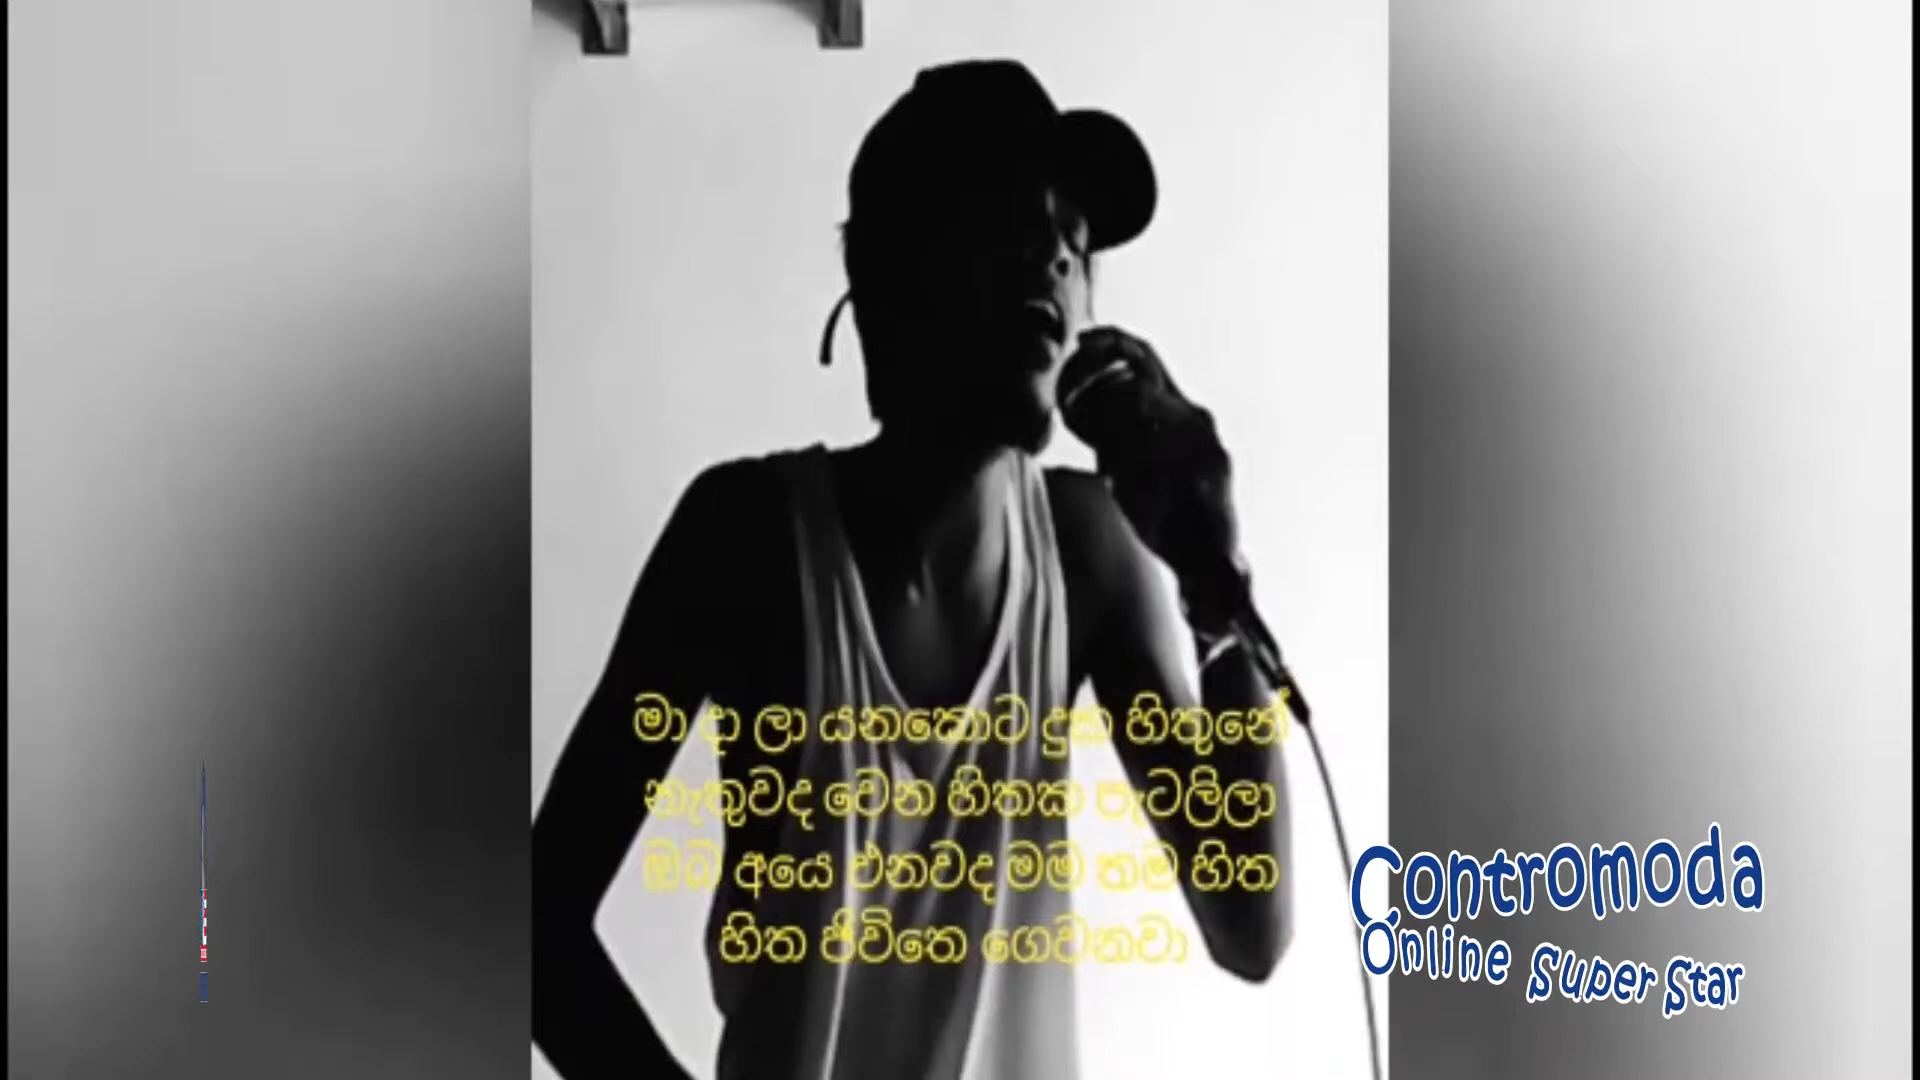 මා දා ලා යනකොට දුක හිතුනේ
නැතුවද වෙන හිතක පැටලිලා
ඔබ අයෙ එනවද මම තම හිත
හිත ජීවිතෙ ගෙවනවා
Contromoda
Online Super Star